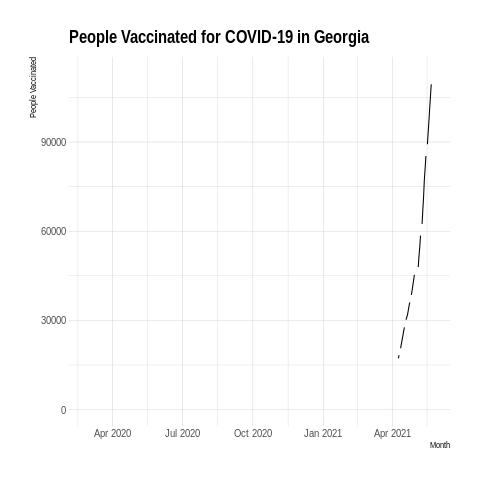 People Vaccinated for COVID-19 in Georgia
People Vaccinated
90000
60000
30000
0
Apr 2020 Jul 2020 Oct 2020 Jan 2021 Apr 2021
Month